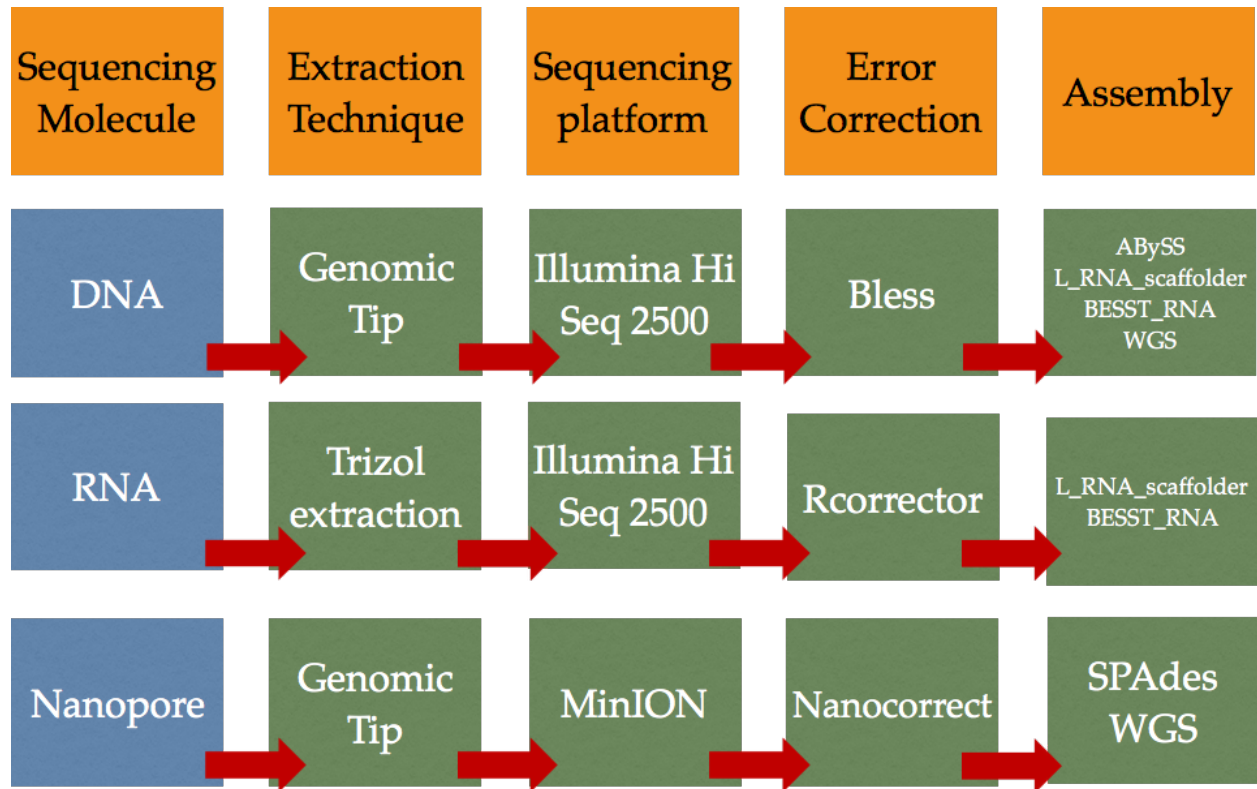 Sequencing
Molecule
Extraction
Technique
Sequencing
platform
Error
Correction
Assembly
DNA
Genomic
Tip
Illumina Hi
Seq 2500
Bless
ABySS
L_RNA_scaffolder
BESST_RNA
WGS
RNA
Trizol
extraction
Illumina Hi
Seq 2500
Rcorrector
L_RNA_scaffolder
BESST_RNA
Nanopore
Genomic
Tip
MinION
Nanocorrect
SPAdes
WGS